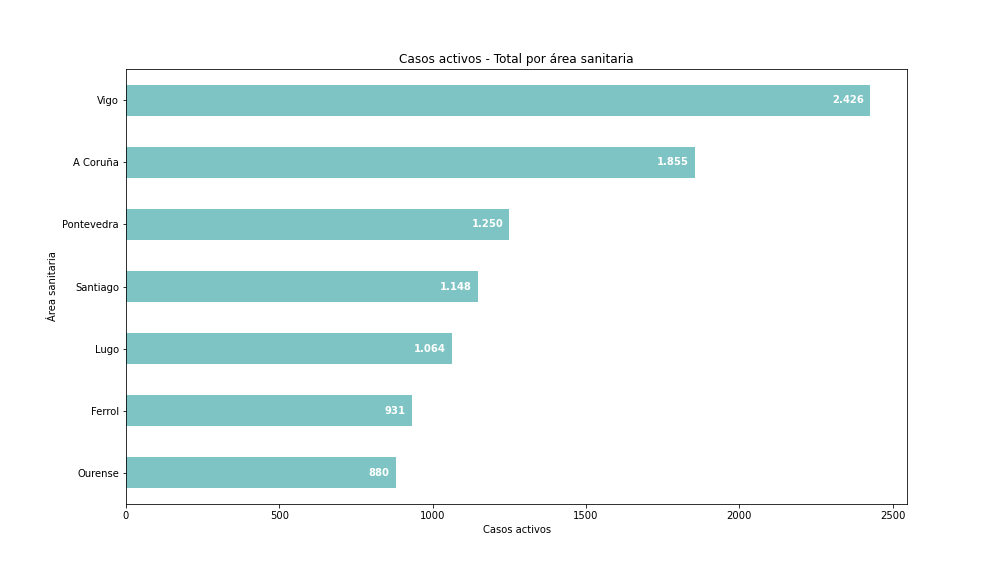 Casos activos - Total por área sanitaria
Vigo
2.426
A Coruña
1.855
Pontevedra
1.250
Santiago
1.148
Lugo
1.064
Ferrol
931
Ourense
880
Área sanitaria
0 500 1000 1500 2000 2500
Casos activos